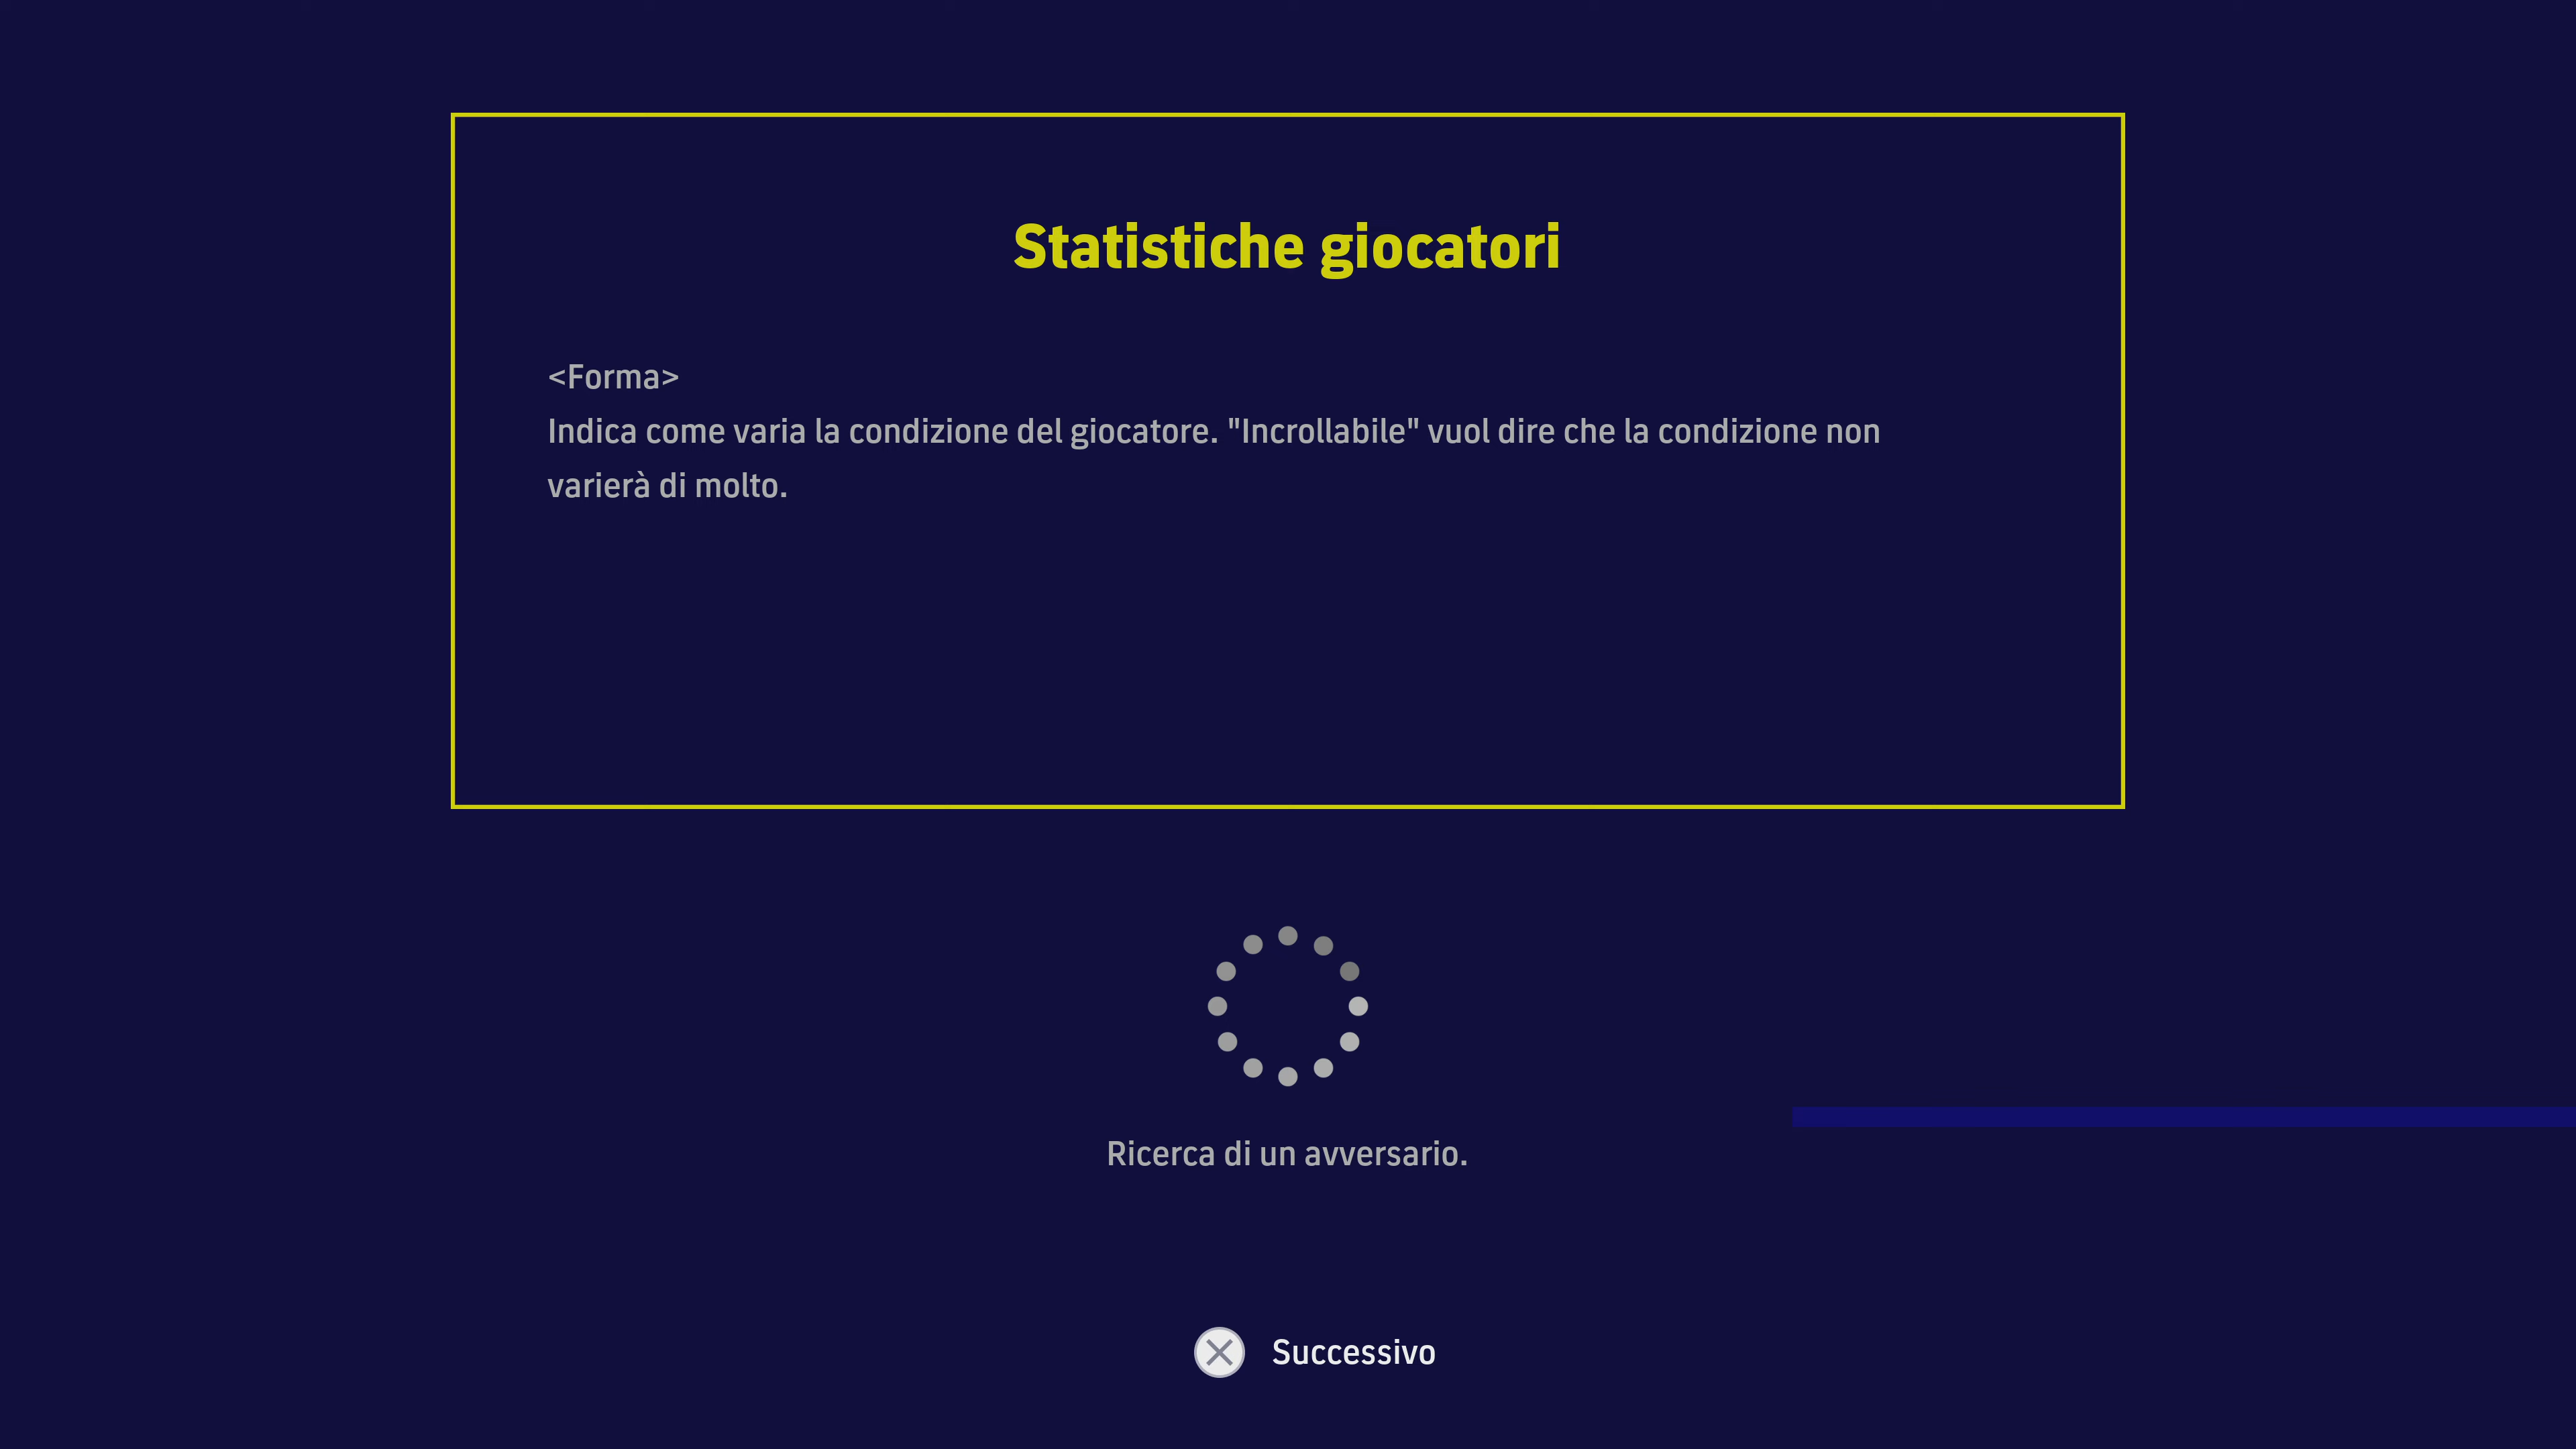 Statistiche giocatori
<Forma>
Indica come varia la condizione del giocatore. "Incrollabile" vuol dire che la condizione non
varierà di molto.
Ricerca di un avversario.
Successivo